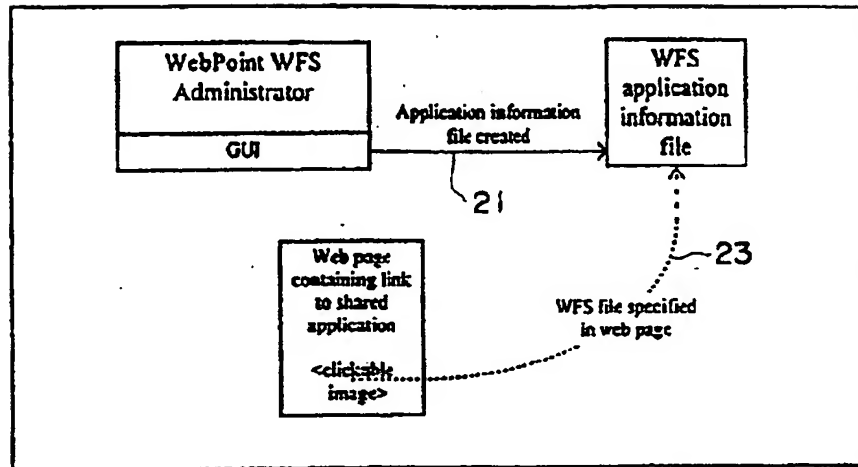 WebPoint WFS
Administrator
GUI
Application information
file created
21
WFS
application
information
file
Web page
containing link
to shared
application
<clickable
image>
23
WFS file specified
in web page